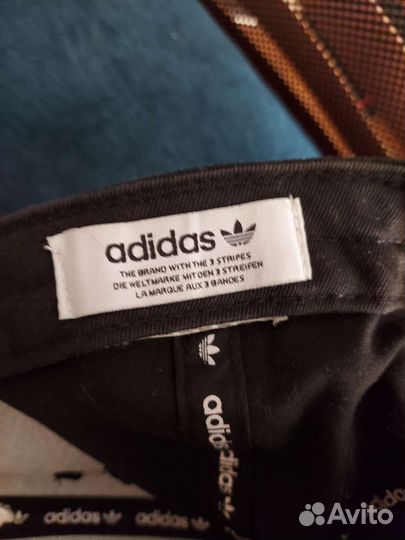 adidas
THE BRAND WITH THE 3 STRIPES
DIE WELTMARKE MIT DEN 3 STREIFEN
LA MARQUE AUX 3 BANDES
adidas
adidas
adidas
adidas
Avito